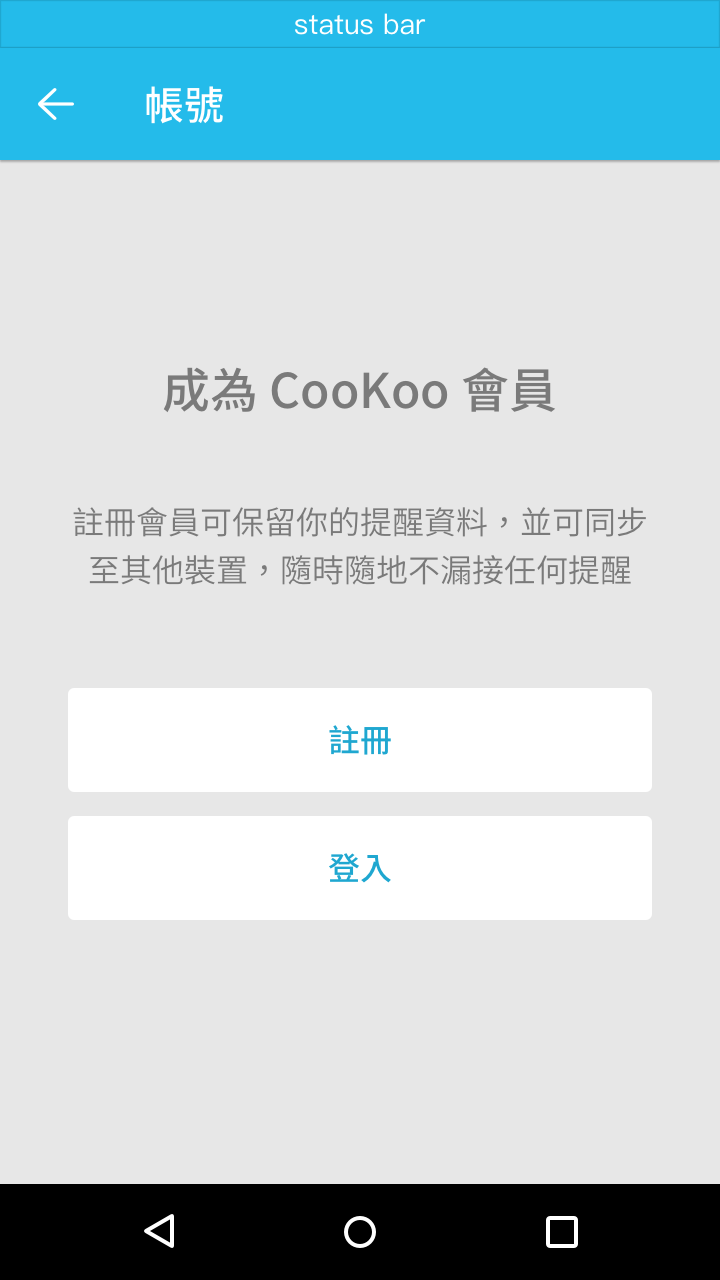 status bar
帳號
成為 CooKoo 會員
註冊會員可保留你的提醒資料，並可同步
至其他裝置，隨時隨地不漏接任何提醒
註冊
登入